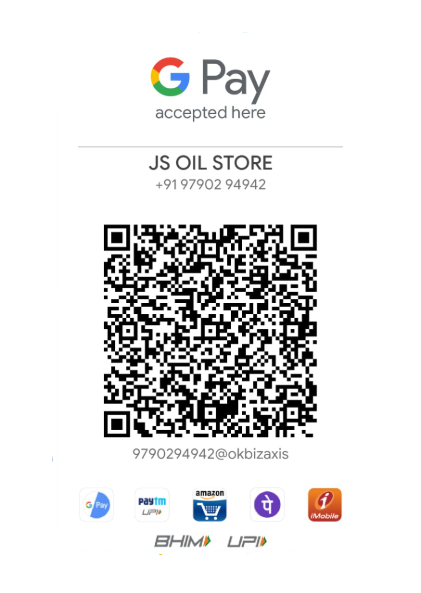 G Pay
accepted here
JS OIL STORE
+91 97902 94942
9790294942@okbizaxis
G Pay
paytm
UPI
amazon
पे
iMobile
BHIM UPI